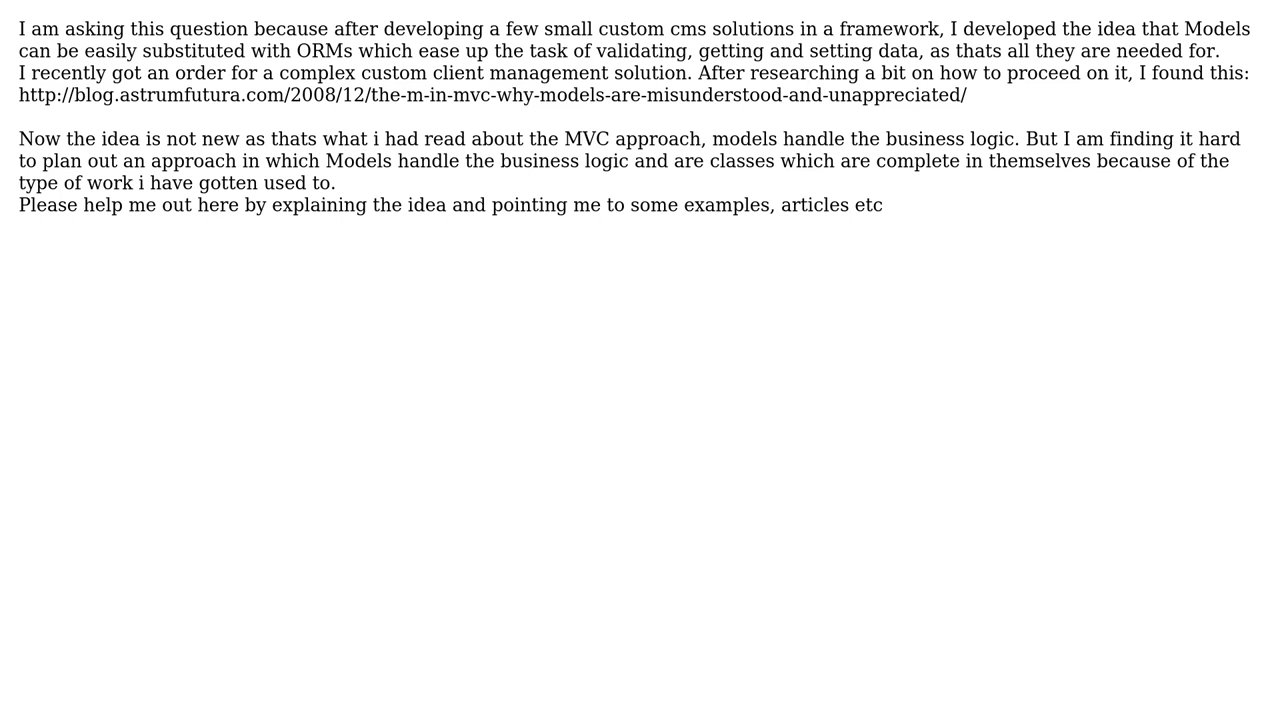 I am asking this question because after developing a few small custom cms solutions in a framework, I developed the idea that Models
can be easily substituted with ORMs which ease up the task of validating, getting and setting data, as thats all they are needed for.
I recently got an order for a complex custom client management solution. After researching a bit on how to proceed on it, I found this:
http://blog.astrumfutura.com/2008/12/the-m-in-mvc-why-models-are-misunderstood-and-unappreciated/
Now the idea is not new as thats what i had read about the MVC approach, models handle the business logic. But I am finding it hard
to plan out an approach in which Models handle the business logic and are classes which are complete in themselves because of the
type of work i have gotten used to.
Please help me out here by explaining the idea and pointing me to some examples, articles etc